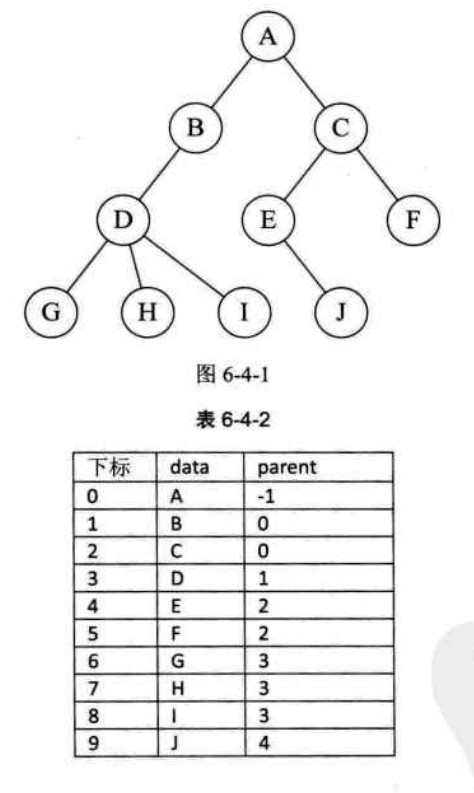 A
B C
D E F
G H I J
图 6-4-1
表 6-4-2
下标 data parent
0 A -1
1 B 0
2 C 0
3 D 1
4 E 2
5 F 2
6 G 3
7 H 3
8 I 3
9 J 4